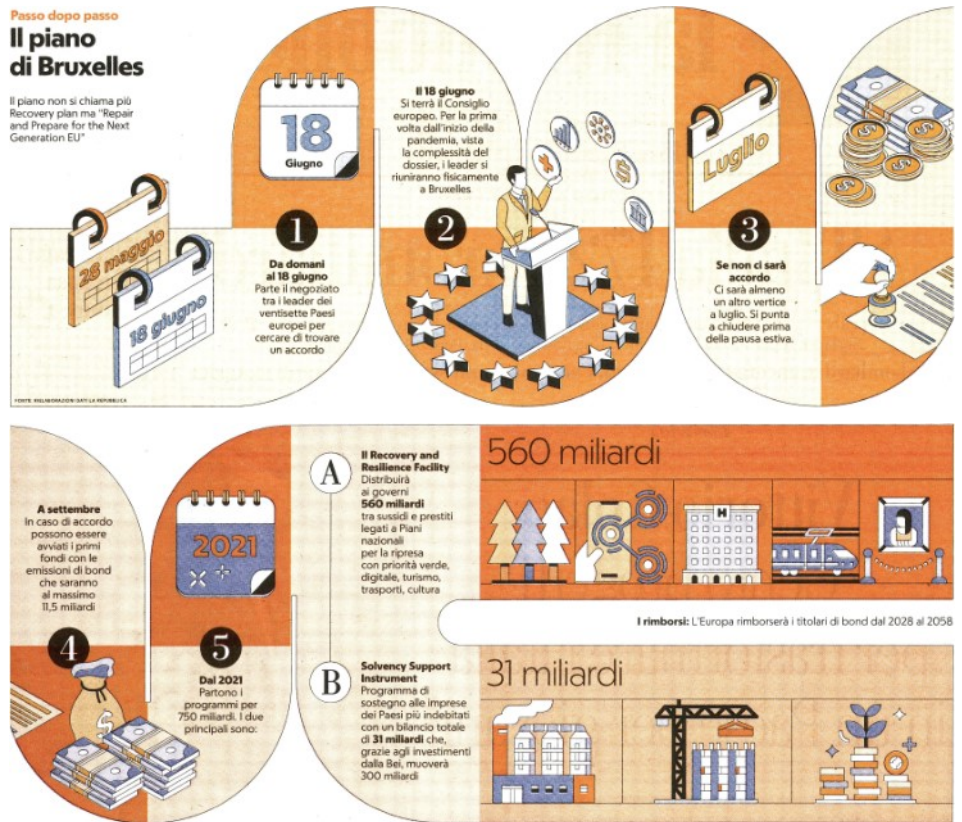 Passo dopo passo
Il piano
di Bruxelles
Il piano non si chiama più
Recovery plan ma "Repair
and Prepare for the Next
Generation EU"
28 maggio
18 giugno
18
Giugno
1
Da domani
al 18 giugno
Parte il negoziato
tra i leader dei
ventisette Paesi
europei per
cercare di trovare
un accordo
Il 18 giugno
Si terrà il Consiglio
europeo. Per la prima
volta dall'inizio della
pandemia, vista
la complessità del
dossier, i leader si
riuniranno fisicamente
a Bruxelles
2
Luglio
3
Se non ci sarà
accordo
Ci sarà almeno
un altro vertice
a luglio. Si punta
a chiudere prima
della pausa estiva.
FONTE: RIELABORAZIONI DATI LA REPUBBLICA
A settembre
In caso di accordo
possono essere
avviati i primi
fondi con le
emissioni di bond
che saranno
al massimo
11,5 miliardi
4
2021
5
Dal 2021
Partono i
programmi per
750 miliardi. I due
principali sono:
A
Il Recovery and
Resilience Facility
Distribuirà
ai governi
560 miliardi
tra sussidi e prestiti
legati a Piani
nazionali
per la ripresa
con priorità verde,
digitale, turismo,
trasporti, cultura
560 miliardi
H
I rimborsi: L'Europa rimborserà i titolari di bond dal 2028 al 2058
B
Solvency Support
Instrument
Programma di
sostegno alle imprese
dei Paesi più indebitati
con un bilancio totale
di 31 miliardi che,
grazie agli investimenti
dalla Bei, muoverà
300 miliardi
31 miliardi